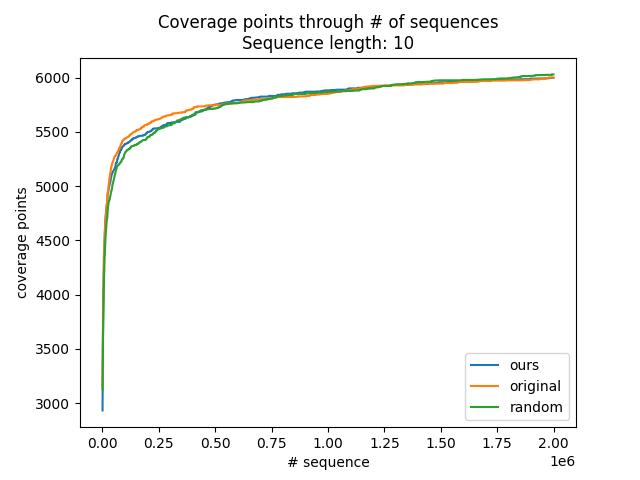 Coverage points through # of sequences
Sequence length: 10
coverage points
6000
5500
5000
4500
4000
3500
3000
ours
original
random
0.00 0.25 0.50 0.75 1.00 1.25 1.50 1.75 2.00
# sequence
1e6